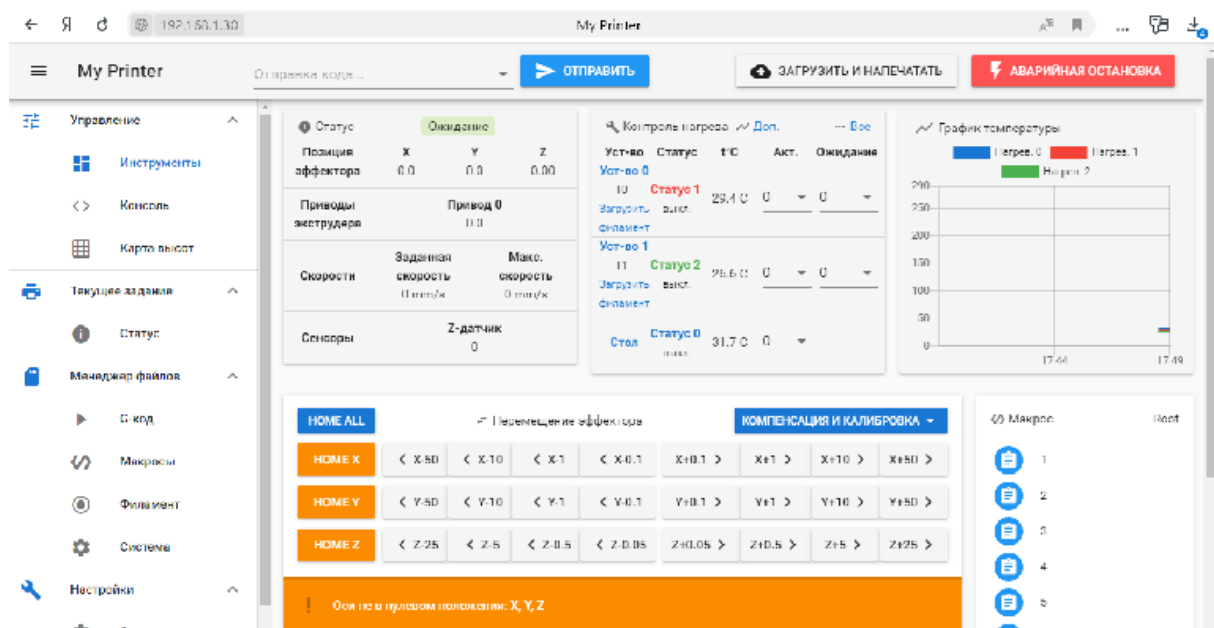 192.168.1.30
My Printer
My Printer
Отправка кода...
ОТПРАВИТЬ
ЗАГРУЗИТЬ И НАПЕЧАТАТЬ
АВАРИЙНАЯ ОСТАНОВКА
Управление
Инструменты
Консоль
Карта высот
Текущее задание
Статус
Менеджер файлов
G-код
Макросы
Филамент
Система
Настройки
Статус
Ожидание
Позиция эффектора
X Y Z
0.0 0.0 0.00
Приводы экструдера
Привод 0
0.0
Скорости
Заданная скорость
0 mm/s
Макс. скорость
0 mm/s
Сенсоры
Z-датчик
0
Контроль нагрева
Доп.
Все
Уст-во Статус t°C Акт. Ожидание
Уст-во 0
T0
Загрузить
филамент
Статус 1
выкл.
29.4 C 0 0
Уст-во 1
T1
Загрузить
филамент
Статус 2
выкл.
26.6 C 0 0
Стол
Статус 0
31.7 C 0
График температуры
Нагрев. 0 Нагрев. 1
Нагрев. 2
290
250
200
150
100
50
0
17:44 17:49
HOME ALL
Перемещение эффектора
КОМПЕНСАЦИЯ И КАЛИБРОВКА
HOME X X-50 X-10 X-1 X-0.1 X+0.1 X+1 X+10 X+50
HOME Y Y-50 Y-10 Y-1 Y-0.1 Y+0.1 Y+1 Y+10 Y+50
HOME Z Z-25 Z-5 Z-0.5 Z-0.05 Z+0.05 Z+0.5 Z+5 Z+25
Оси не в нулевом положении: X, Y, Z
Макрос
Root
1
2
3
4
5